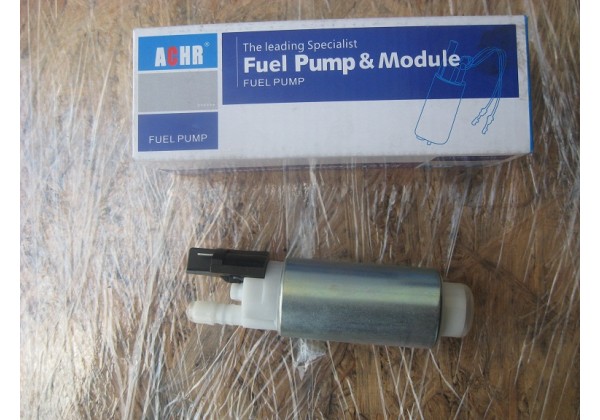 ACHR®
FUEL PUMP
The leading Specialist
Fuel Pump & Module
FUEL PUMP